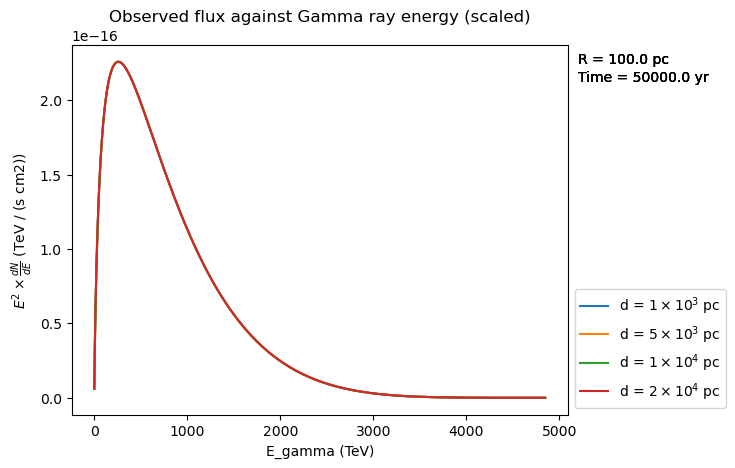 Observed flux against Gamma ray energy (scaled)
1e−16
R = 100.0 pc
Time = 50000.0 yr
2.0
1.5
1.0
0.5
0.0
E² × dN/dE (TeV / (s cm2))
d = 1 × 10³ pc
d = 5 × 10³ pc
d = 1 × 10⁴ pc
d = 2 × 10⁴ pc
0 1000 2000 3000 4000 5000
E_gamma (TeV)